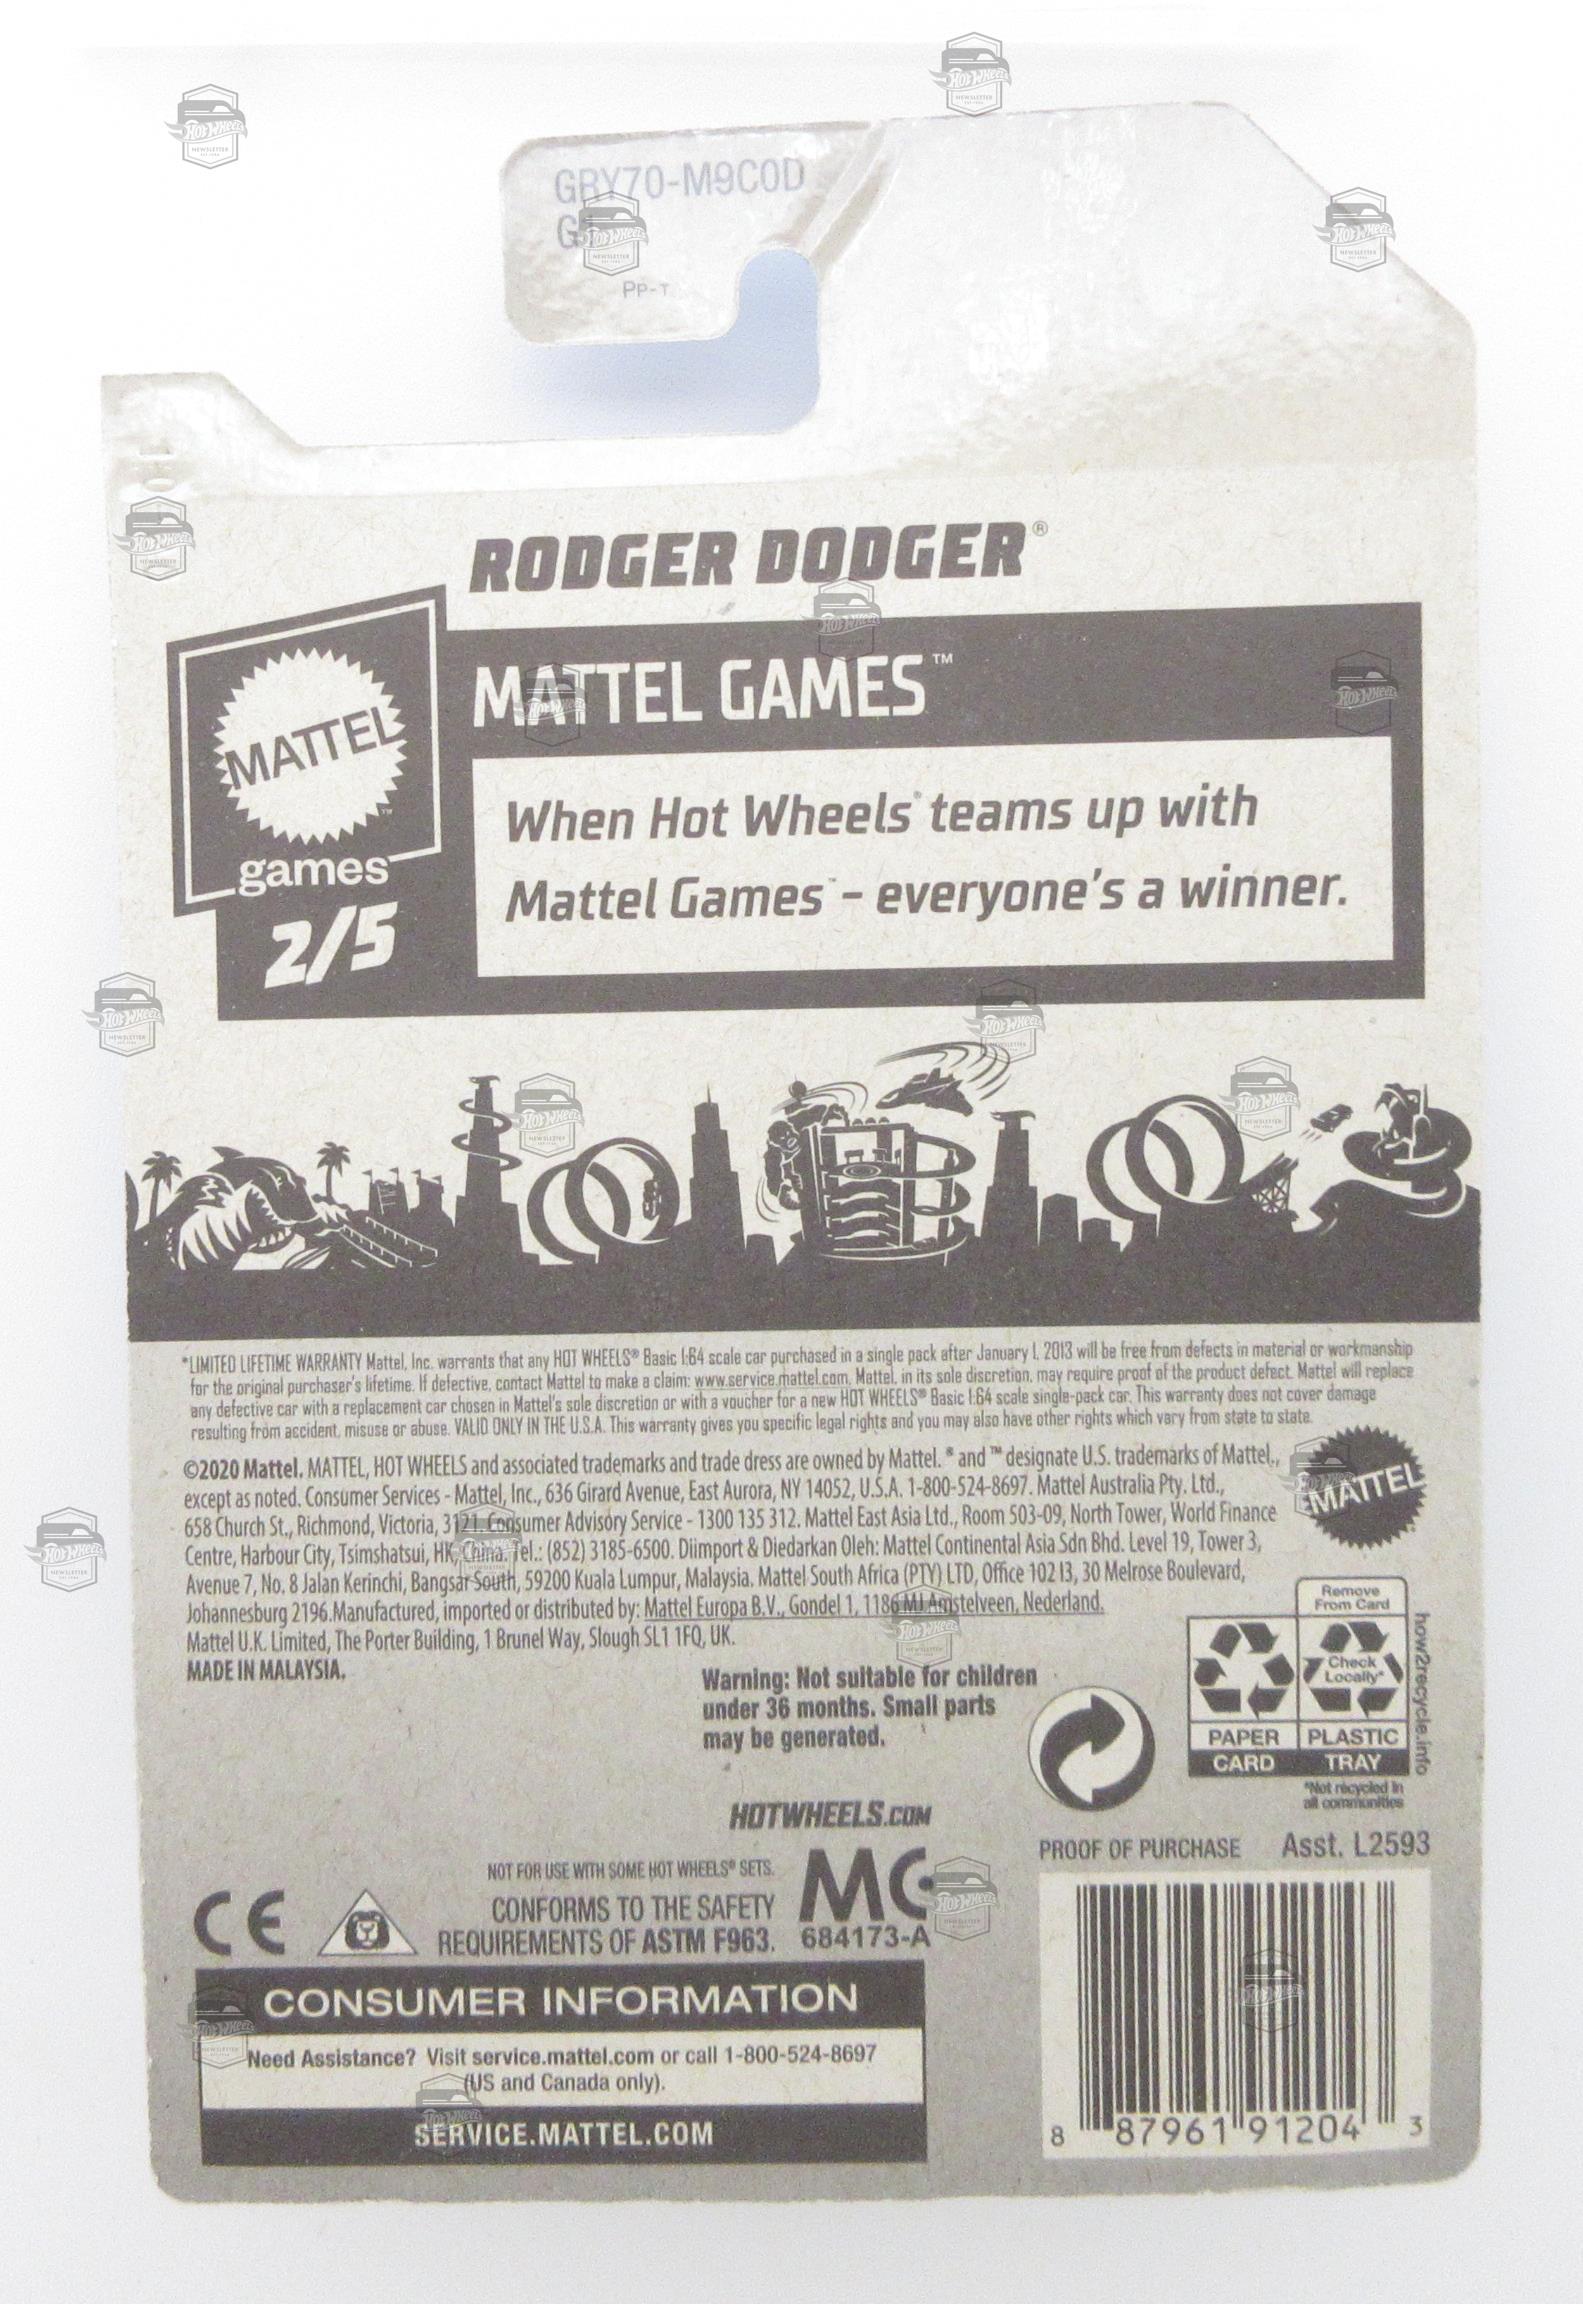 GRY70-M9C0D
PP-T
RODGER DODGER®
MATTEL
games
2/5
MATTEL GAMES™
When Hot Wheels® teams up with
Mattel Games™ - everyone's a winner.
*LIMITED LIFETIME WARRANTY Mattel, Inc. warrants that any HOT WHEELS® Basic 1:64 scale car purchased in a single pack after January 1, 2013 will be free from defects in material or workmanship
for the original purchaser's lifetime. If defective, contact Mattel to make a claim: www.service.mattel.com. Mattel, in its sole discretion, may require proof of the product defect. Mattel will replace
any defective car with a replacement car chosen in Mattel's sole discretion or with a voucher for a new HOT WHEELS® Basic 1:64 scale single-pack car. This warranty does not cover damage
resulting from accident, misuse or abuse. VALID ONLY IN THE U.S.A. This warranty gives you specific legal rights and you may also have other rights which vary from state to state.
©2020 Mattel. MATTEL, HOT WHEELS and associated trademarks and trade dress are owned by Mattel. ® and ™ designate U.S. trademarks of Mattel,
except as noted. Consumer Services - Mattel, Inc., 636 Girard Avenue, East Aurora, NY 14052, U.S.A. 1-800-524-8697. Mattel Australia Pty. Ltd.,
658 Church St., Richmond, Victoria, 3121. Consumer Advisory Service - 1300 135 312. Mattel East Asia Ltd., Room 503-09, North Tower, World Finance
Centre, Harbour City, Tsimshatsui, HK, China. Tel.: (852) 3185-6500. Diimport & Diedarkan Oleh: Mattel Continental Asia Sdn Bhd. Level 19, Tower 3,
Avenue 7, No. 8 Jalan Kerinchi, Bangsar South, 59200 Kuala Lumpur, Malaysia. Mattel South Africa (PTY) LTD, Office 102 I3, 30 Melrose Boulevard,
Johannesburg 2196. Manufactured, imported or distributed by: Mattel Europa B.V., Gondel 1, 1186 MJ Amstelveen, Nederland.
Mattel U.K. Limited, The Porter Building, 1 Brunel Way, Slough SL1 1FQ, UK.
MADE IN MALAYSIA.
MATTEL
Warning: Not suitable for children
under 36 months. Small parts
may be generated.
Remove
From Card
Check
Locally*
PAPER PLASTIC
CARD TRAY
how2recycle.info
*Not recycled in
all communities
HOTWHEELS.COM
NOT FOR USE WITH SOME HOT WHEELS® SETS.
CONFORMS TO THE SAFETY
REQUIREMENTS OF ASTM F963.
CE
MC
684173-A
PROOF OF PURCHASE Asst. L2593
CONSUMER INFORMATION
Need Assistance? Visit service.mattel.com or call 1-800-524-8697
(US and Canada only).
SERVICE.MATTEL.COM
8 87961 91204 3
HOT WHEELS
NEWSLETTER